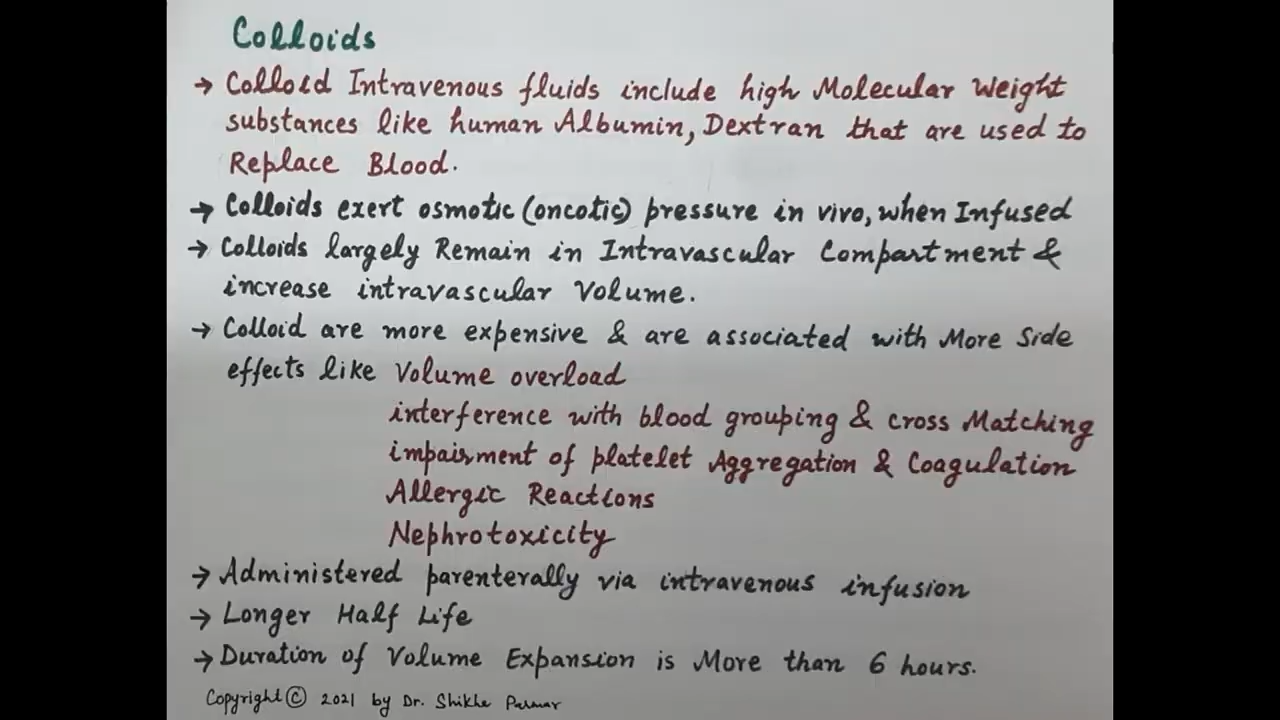 Colloids
→ Colloid Intravenous fluids include high Molecular Weight
substances like human Albumin, Dextran that are used to
Replace Blood.
→ Colloids exert osmotic (oncotic) pressure in vivo, when Infused
→ Colloids largely Remain in Intravascular Compartment &
increase intravascular Volume.
→ Colloid are more expensive & are associated with More Side
effects like Volume overload
interference with blood grouping & cross Matching
impairment of platelet Aggregation & Coagulation
Allergic Reactions
Nephrotoxicity
→ Administered parenterally via intravenous infusion
→ Longer Half Life
→ Duration of Volume Expansion is More than 6 hours.
Copyright © 2021 by Dr. Shikha Parmar